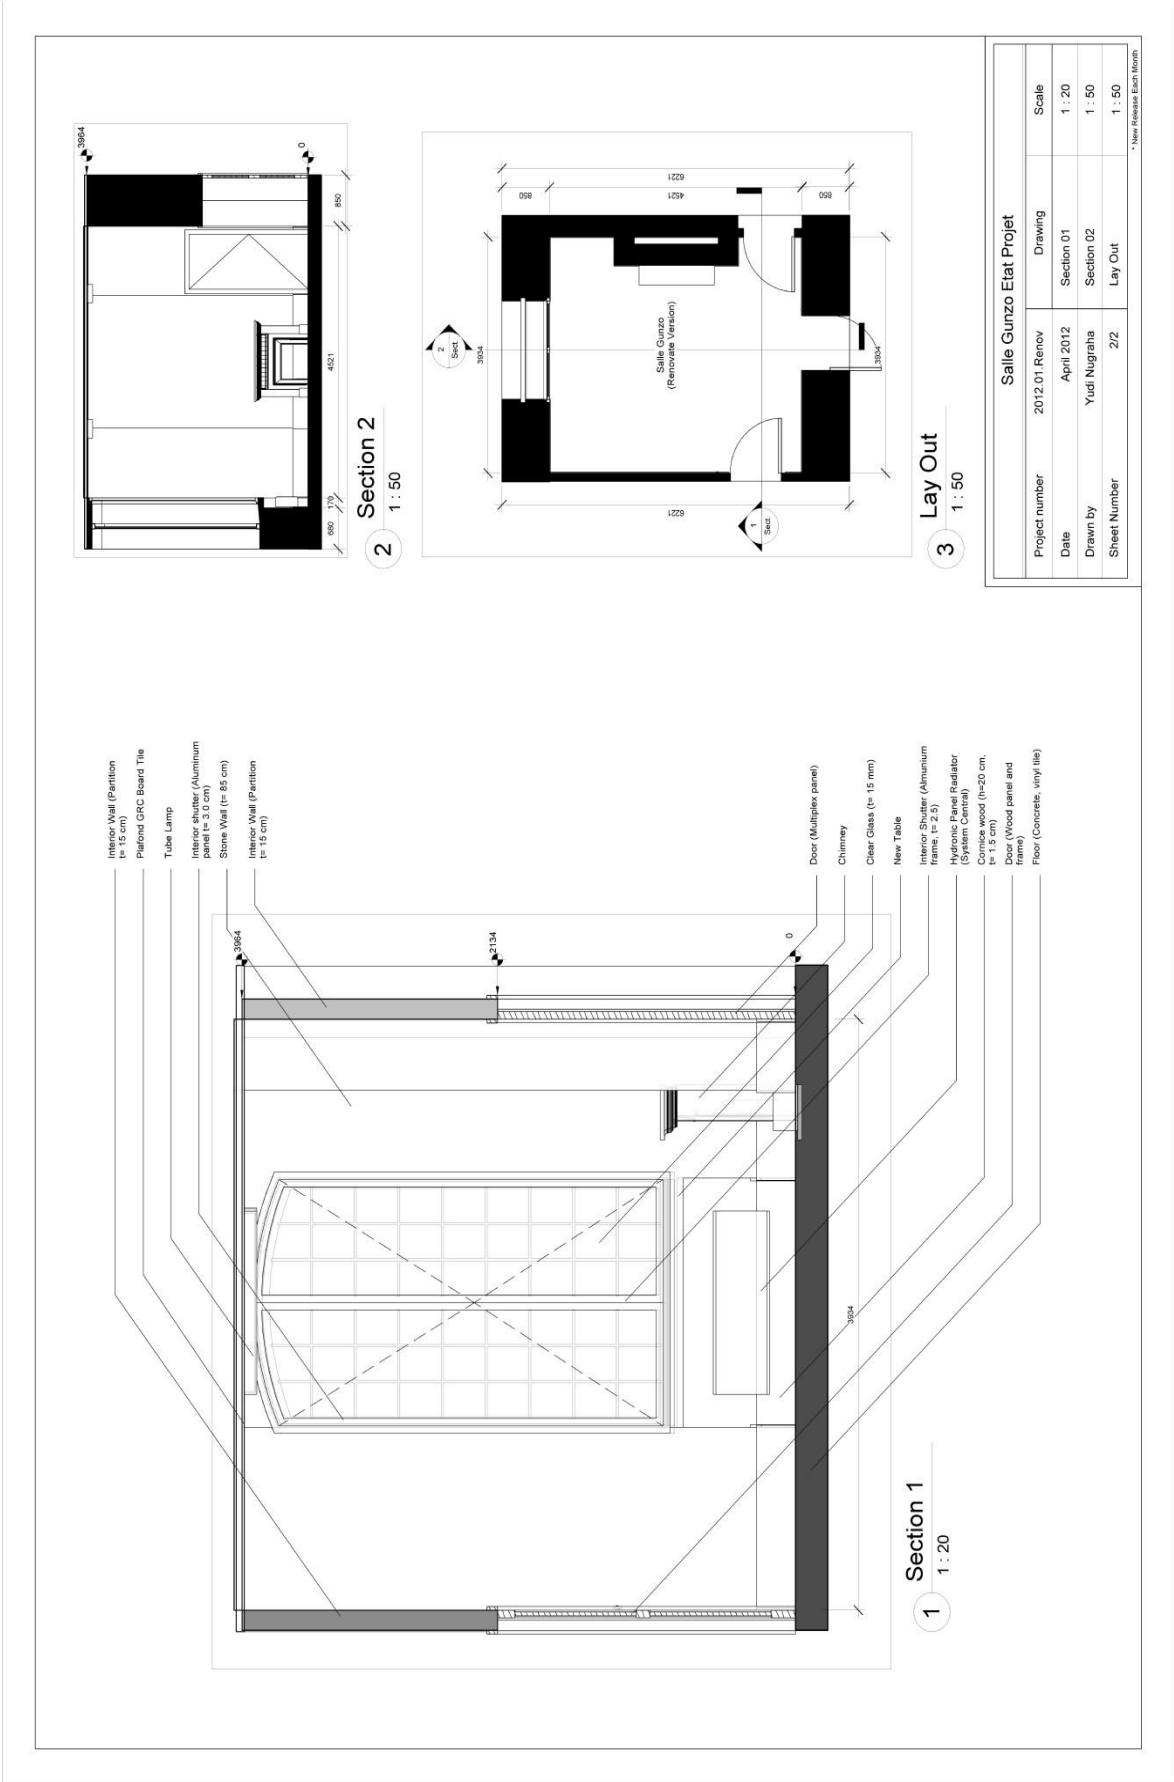 Interior Wall (Partition
t= 15 cm)
Plafond GRC Board Tile
Tube Lamp
Interior shutter (Aluminum
panel t= 3.0 cm)
Stone Wall (t= 85 cm)
Interior Wall (Partition
t= 15 cm)
Door (Multiplex panel)
Chimney
Clear Glass (t= 15 mm)
New Table
Interior Shutter (Almunium
frame, t= 2.5)
Hydronic Panel Radiator
(System Central)
Cornice wood (h=20 cm,
t= 1.5 cm)
Door (Wood panel and
frame)
Floor (Concrete, vinyl tile)
3964
2134
0
3934
1
Section 1
1 : 20
3964
0
680
170
4521
850
2
Section 2
1 : 50
2
Sect.
3934
6221
850
4521
850
6221
Salle Gunzo
(Renovate Version)
3934
1
Sect.
6221
3
Lay Out
1 : 50
Salle Gunzo Etat Projet
Project number 2012.01.Renov Drawing Scale
Date April 2012 Section 01 1 : 20
Drawn by Yudi Nugraha Section 02 1 : 50
Sheet Number 2/2 Lay Out 1 : 50
* New Release Each Month